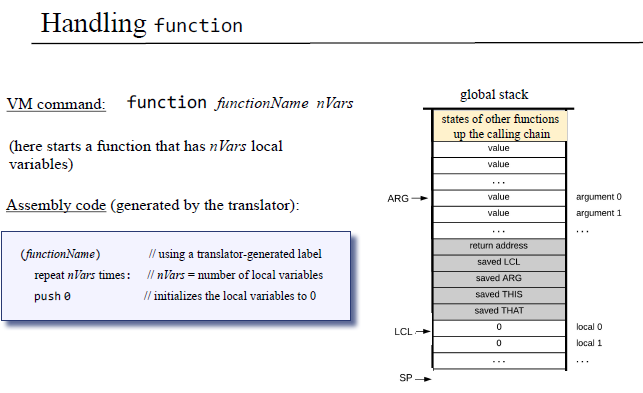 Handling function
VM command: function functionName nVars
(here starts a function that has nVars local
variables)
Assembly code (generated by the translator):
(functionName) // using a translator-generated label
repeat nVars times: // nVars = number of local variables
push 0 // initializes the local variables to 0
global stack
states of other functions
up the calling chain
value
value
...
ARG value argument 0
value argument 1
... ...
return address
saved LCL
saved ARG
saved THIS
saved THAT
LCL 0 local 0
0 local 1
... ...
SP